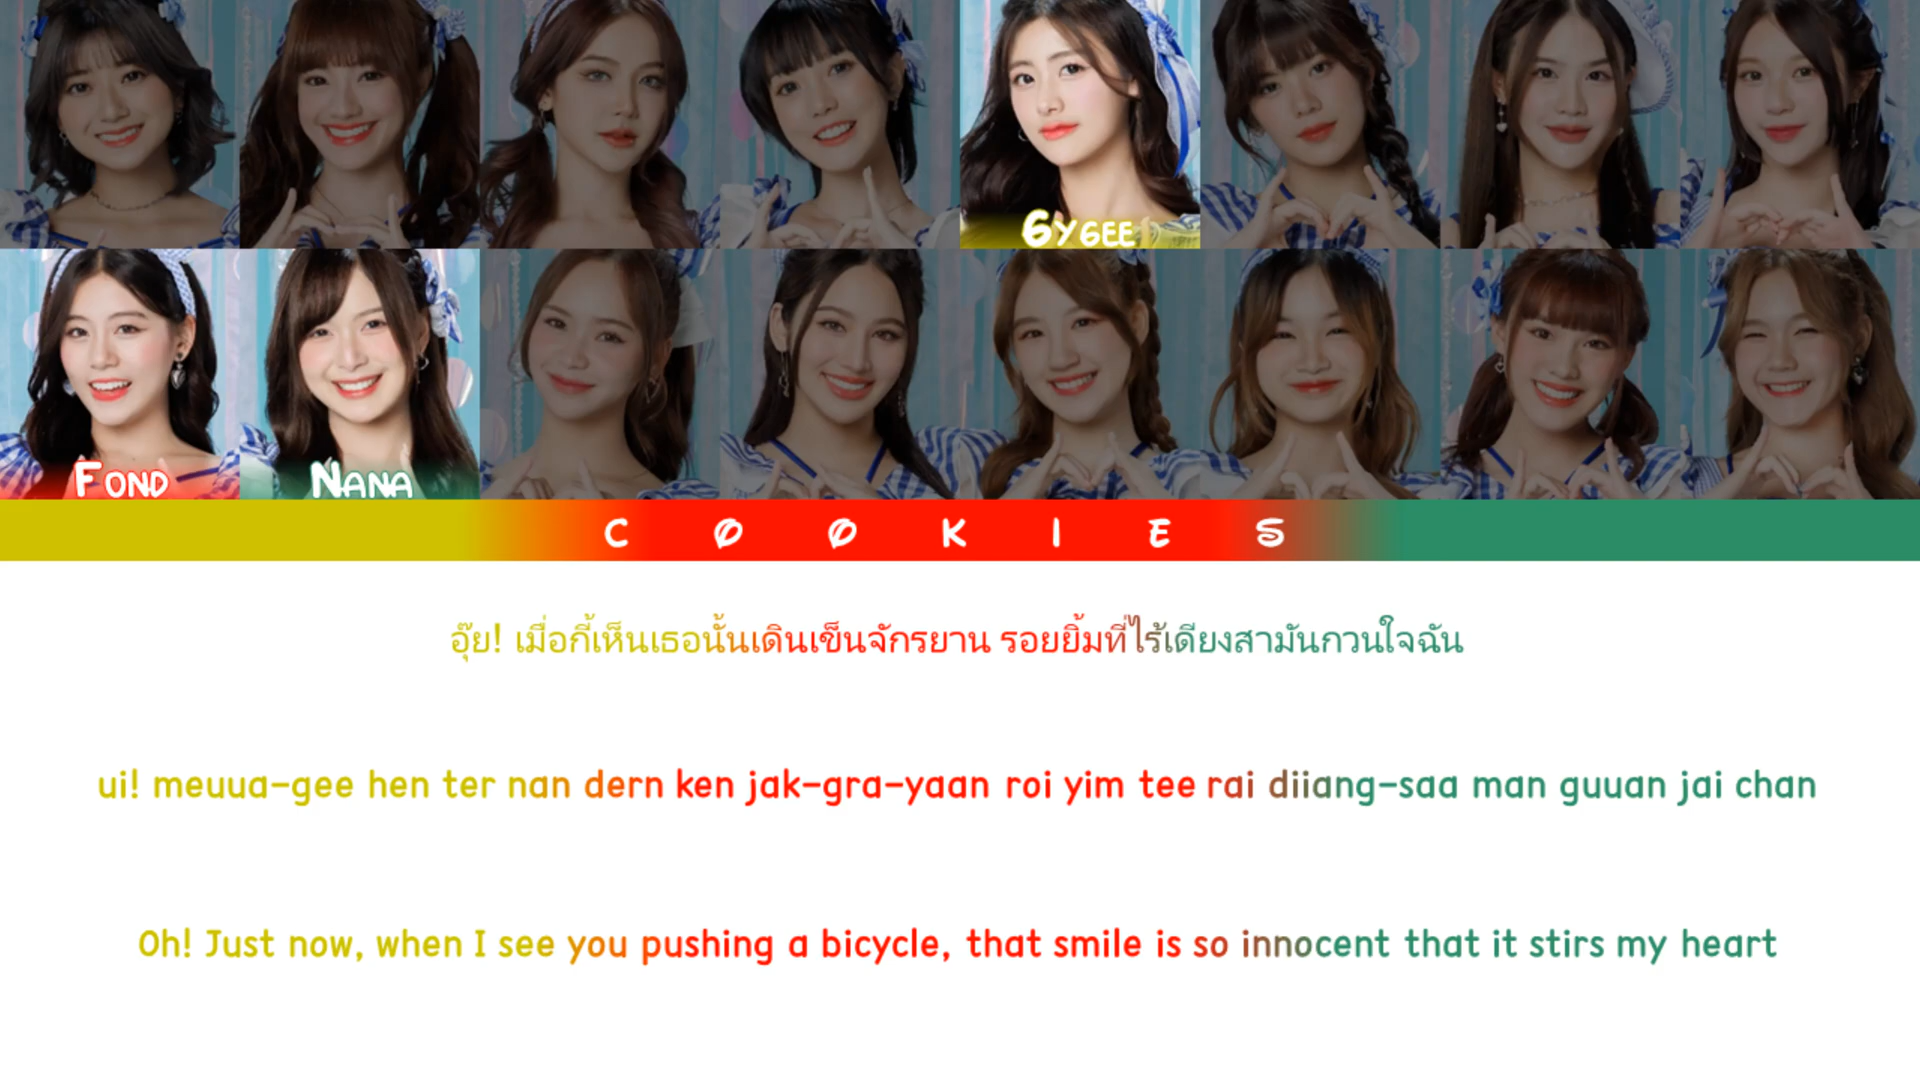 6YGEE
FOND NANA
COOKIES
อุ๊ย! เมื่อกี้เห็นเธอนั้นเดินเข็นจักรยาน รอยยิ้มที่ไร้เดียงสามันกวนใจฉัน
ui! meuua-gee hen ter nan dern ken jak-gra-yaan roi yim tee rai diiang-saa man guuan jai chan
Oh! Just now, when I see you pushing a bicycle, that smile is so innocent that it stirs my heart